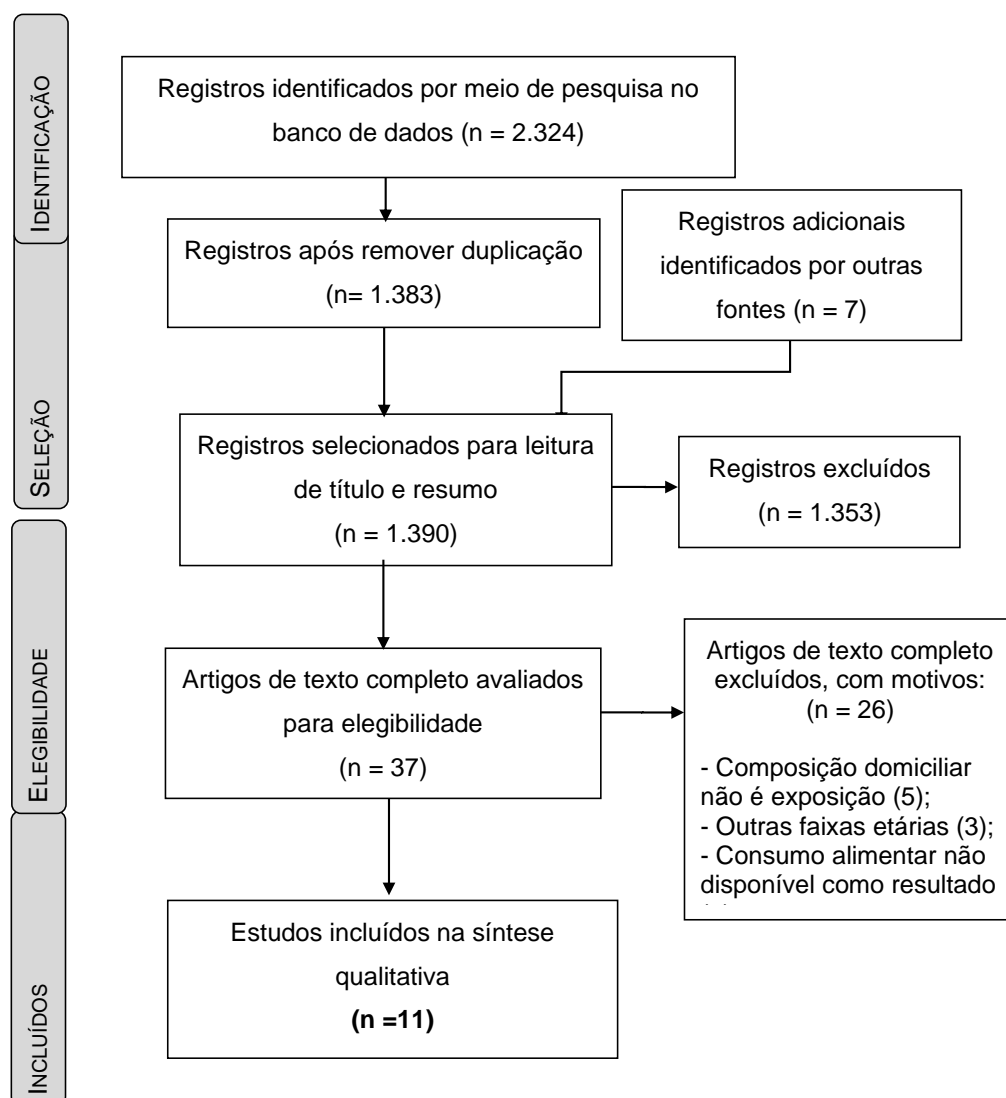 IDENTIFICAÇÃO
Registros identificados por meio de pesquisa no
banco de dados (n = 2.324)
Registros após remover duplicação
(n= 1.383)
Registros adicionais
identificados por outras
fontes (n = 7)
SELEÇÃO
Registros selecionados para leitura
de título e resumo
(n = 1.390)
Registros excluídos
(n = 1.353)
ELEGIBILIDADE
Artigos de texto completo avaliados
para elegibilidade
(n = 37)
Artigos de texto completo
excluídos, com motivos:
(n = 26)
- Composição domiciliar
não é exposição (5);
- Outras faixas etárias (3);
- Consumo alimentar não
disponível como resultado
INCLUÍDOS
Estudos incluídos na síntese
qualitativa
(n =11)